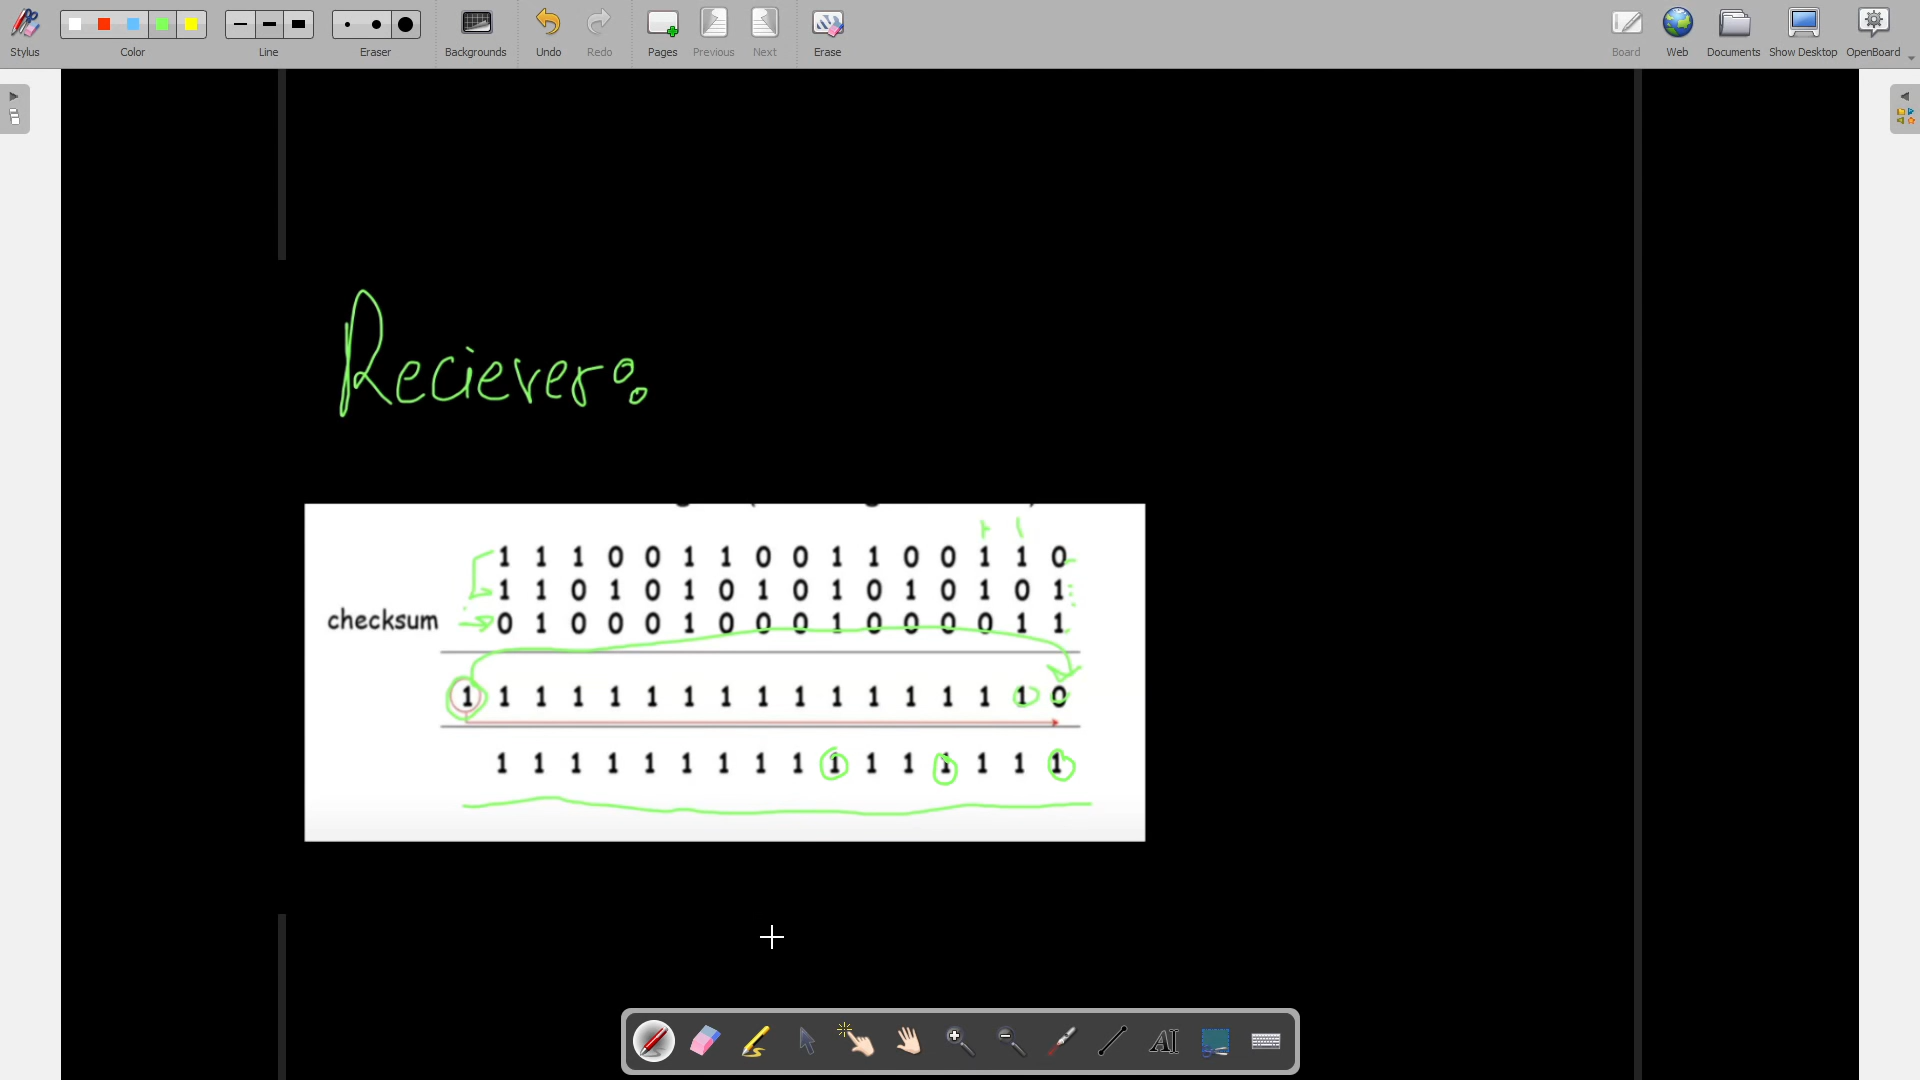 Stylus
Color
Line
Eraser
Backgrounds
Undo
Redo
Pages
Previous
Next
Erase
Board
Web
Documents
Show Desktop
OpenBoard
Reciever:
1 1 1 0 0 1 1 0 0 1 1 0 0 1 1 0
1 1 0 1 0 1 0 1 0 1 0 1 0 1 0 1
checksum 0 1 0 0 0 1 0 0 0 1 0 0 0 0 1 1
1 1 1 1 1 1 1 1 1 1 1 1 1 1 1 1 0
1 1 1 1 1 1 1 1 1 1 1 1 1 1 1 1
AI